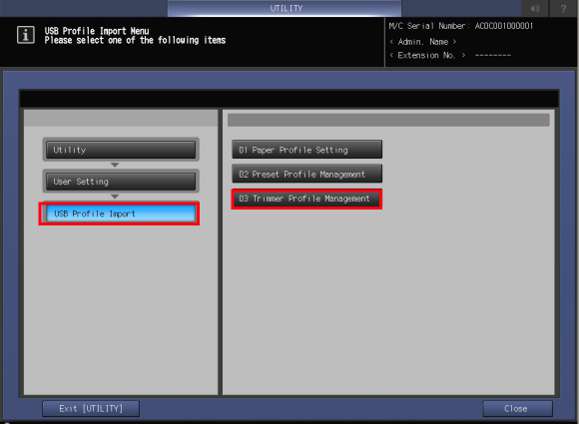 UTILITY
?
i
USB Profile Import Menu
Please select one of the following items
M/C Serial Number: AC0C001000001
< Admin. Name >
< Extension No. > --------
Utility
User Setting
USB Profile Import
01 Paper Profile Setting
02 Preset Profile Management
03 Trimmer Profile Management
Exit [UTILITY]
Close